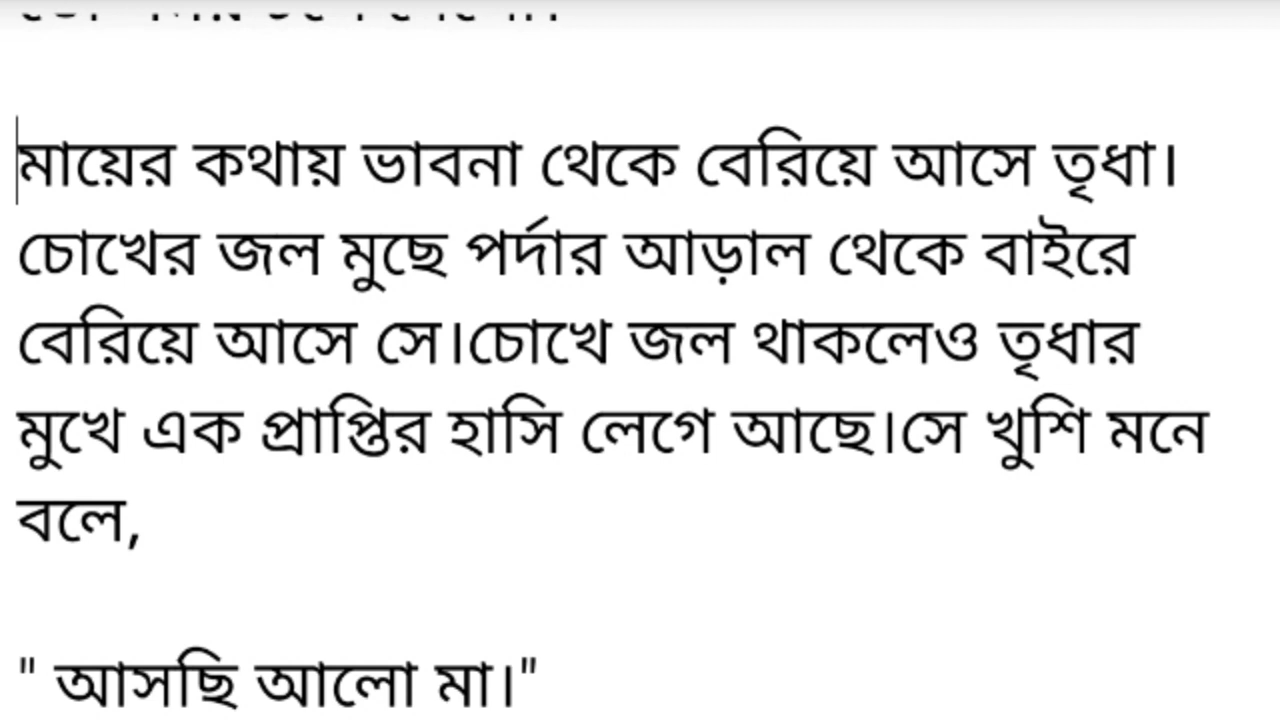 মায়ের কথায় ভাবনা থেকে বেরিয়ে আসে তৃধা।
চোখের জল মুছে পর্দার আড়াল থেকে বাইরে
বেরিয়ে আসে সে।চোখে জল থাকলেও তৃধার
মুখে এক প্রাপ্তির হাসি লেগে আছে।সে খুশি মনে
বলে,
" আসছি আলো মা।"